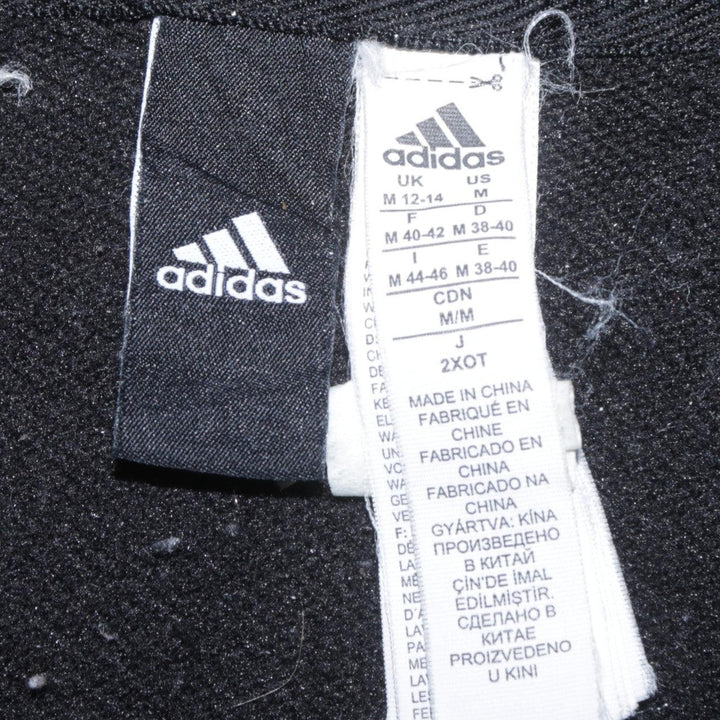 adidas
adidas
UK US
M 12-14 M
F D
M 40-42 M 38-40
I E
M 44-46 M 38-40
CDN
M/M
J
2XOT
MADE IN CHINA
FABRIQUÉ EN
CHINE
FABRICADO EN
CHINA
FABRICADO NA
CHINA
GYÁRTVA: KÍNA
ПРОИЗВЕДЕНО
В КИТАЙ
ÇİN'DE İMAL
EDİLMİŞTİR.
СДЕЛАНО В
КИТАЕ
PROIZVEDENO
U KINI